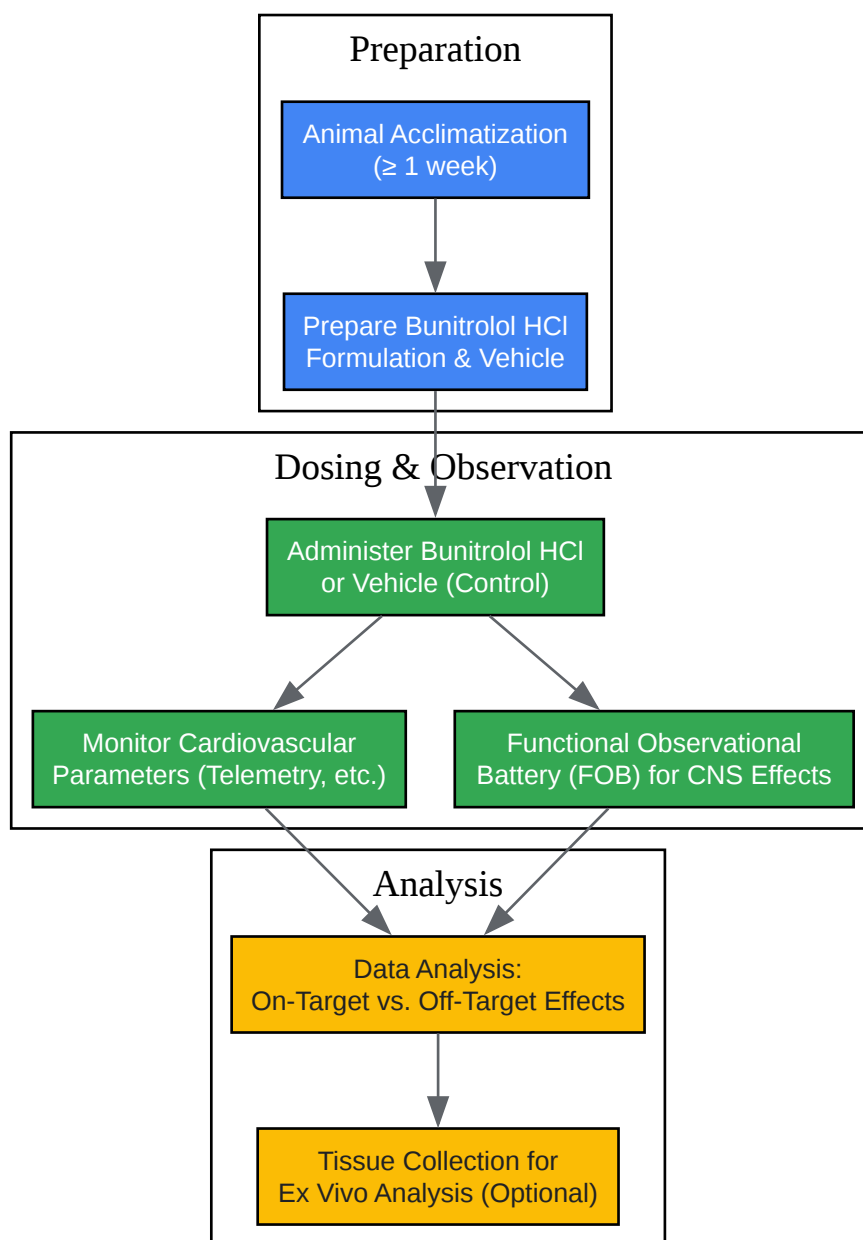 Preparation
Animal Acclimatization
(≥ 1 week)
Prepare Bunitrolol HCl
Formulation & Vehicle
Dosing & Observation
Administer Bunitrolol HCl
or Vehicle (Control)
Monitor Cardiovascular
Parameters (Telemetry, etc.)
Functional Observational
Battery (FOB) for CNS Effects
Analysis
Data Analysis:
On-Target vs. Off-Target Effects
Tissue Collection for
Ex Vivo Analysis (Optional)